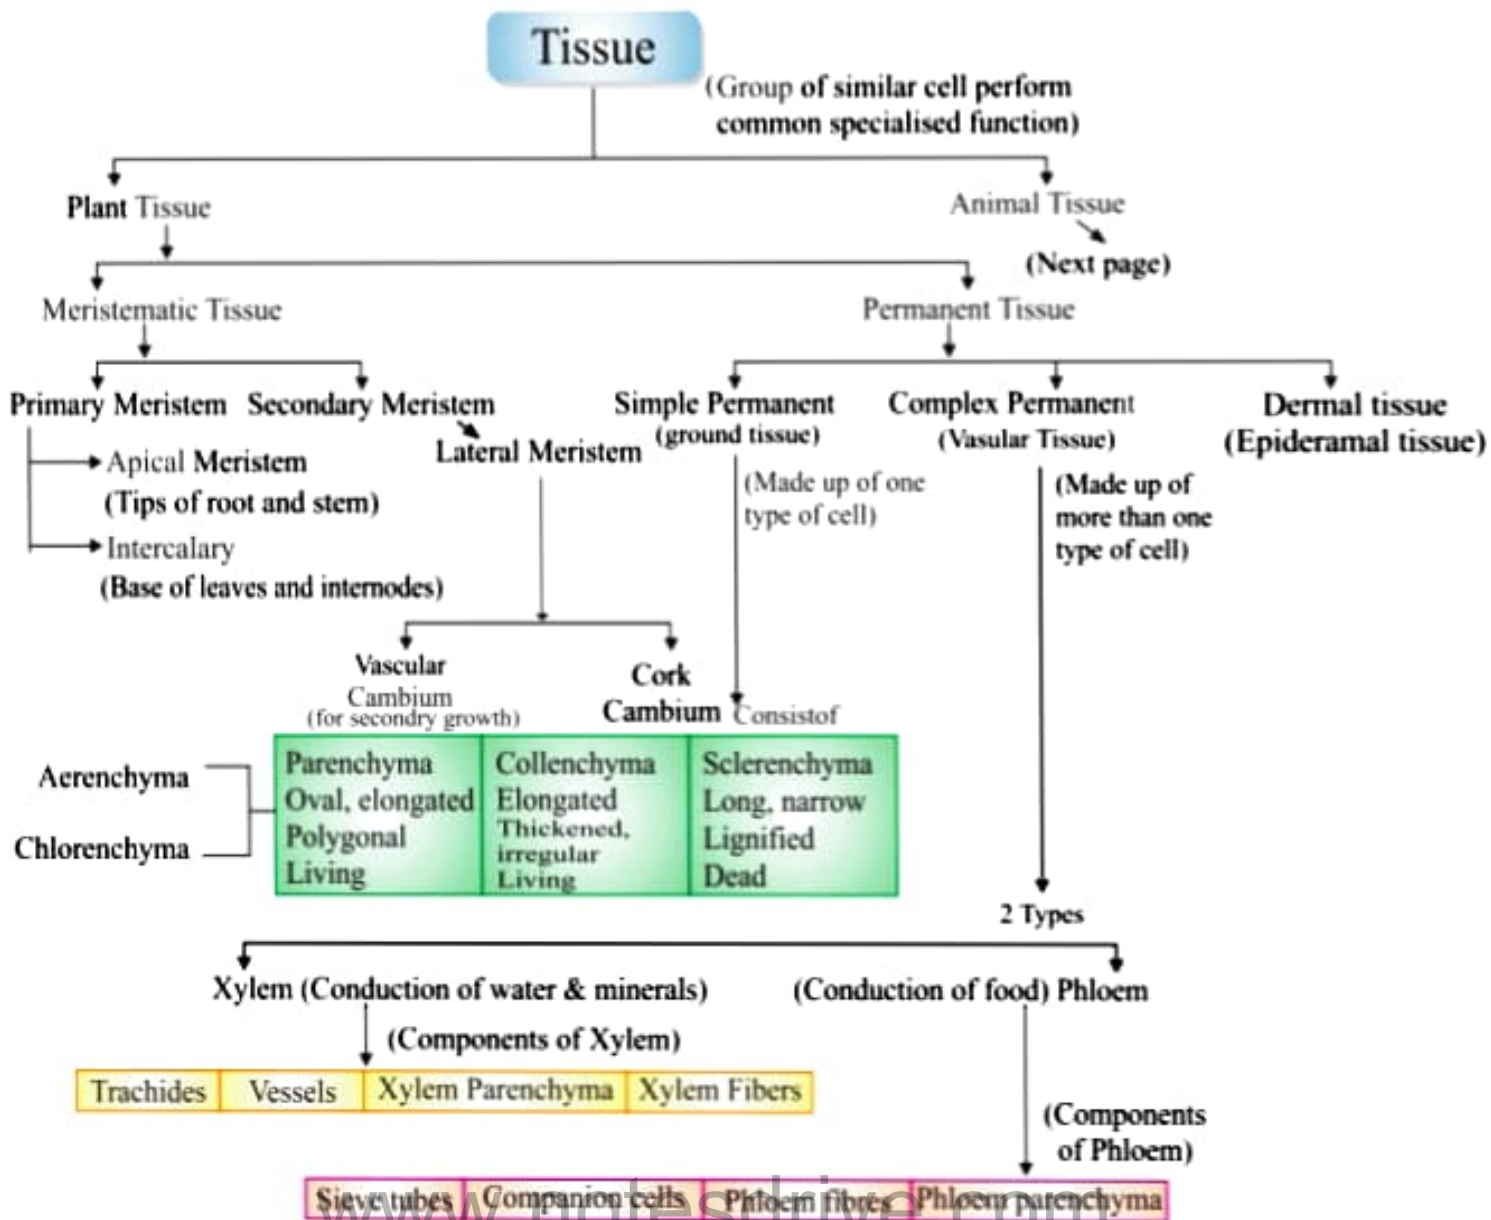 Tissue
(Group of similar cell perform
common specialised function)
Plant Tissue
Animal Tissue
(Next page)
Meristematic Tissue
Permanent Tissue
Primary Meristem
Secondary Meristem
Simple Permanent
(ground tissue)
Complex Permanent
(Vasular Tissue)
Dermal tissue
(Epideramal tissue)
Lateral Meristem
Apical Meristem
(Tips of root and stem)
Intercalary
(Base of leaves and internodes)
(Made up of one
type of cell)
(Made up of
more than one
type of cell)
Vascular
Cambium
(for secondry growth)
Cork
Cambium
Consistof
Aerenchyma
Chlorenchyma
Parenchyma
Oval, elongated
Polygonal
Living
Collenchyma
Elongated
Thickened,
irregular
Living
Sclerenchyma
Long, narrow
Lignified
Dead
2 Types
Xylem (Conduction of water & minerals)
(Conduction of food) Phloem
(Components of Xylem)
Trachides
Vessels
Xylem Parenchyma
Xylem Fibers
(Components
of Phloem)
Sieve tubes
Companion cells
Phloem fibres
Phloem parenchyma
www.notesdrive.com